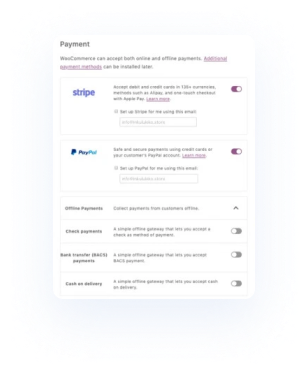 Payment
WooCommerce can accept both online and offline payments. Additional
payment methods can be installed later.
stripe
Accept debit and credit cards in 135+ currencies,
methods such as Alipay, and one-touch checkout
with Apple Pay. Learn more.
Set up Stripe for me using this email:
PayPal
Safe and secure payments using credit cards or
your customer's PayPal account. Learn more.
Set up PayPal for me using this email:
Offline Payments
Collect payments from customers offline.
Check payments
A simple offline gateway that lets you accept a
check as method of payment.
Bank transfer (BACS)
payments
A simple offline gateway that lets you accept
BACS payment.
Cash on delivery
A simple offline gateway that lets you accept cash
on delivery.